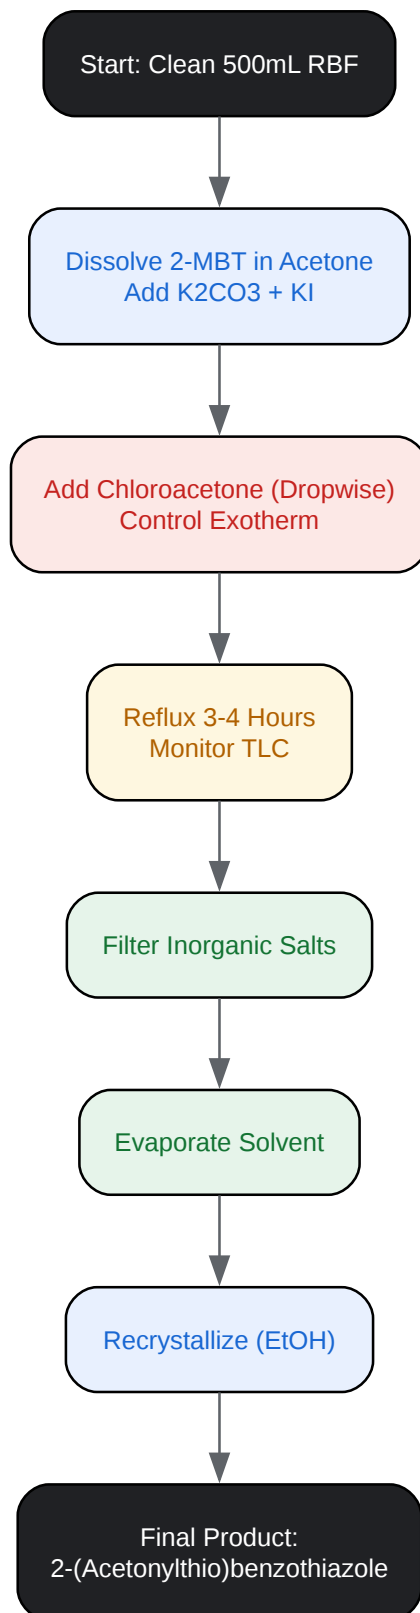 Start: Clean 500mL RBF
Dissolve 2-MBT in Acetone
Add K2CO3 + KI
Add Chloroacetone (Dropwise)
Control Exotherm
Reflux 3-4 Hours
Monitor TLC
Filter Inorganic Salts
Evaporate Solvent
Recrystallize (EtOH)
Final Product:
2-(Acetonylthio)benzothiazole